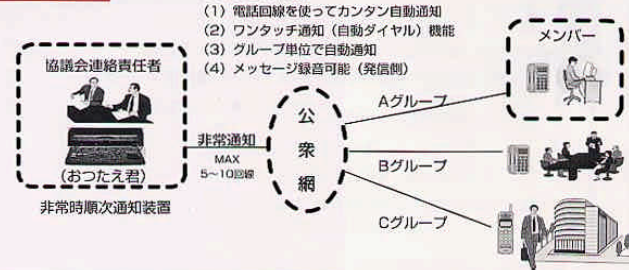 (1) 電話回線を使ってカンタン自動通知
(2) ワンタッチ通知（自動ダイヤル）機能
(3) グループ単位で自動通知
(4) メッセージ録音可能（発信側）
協議会連絡責任者
(おつたえ君)
非常時順次通知装置
非常通知
MAX
5〜10回線
公衆網
Aグループ
Bグループ
Cグループ
メンバー